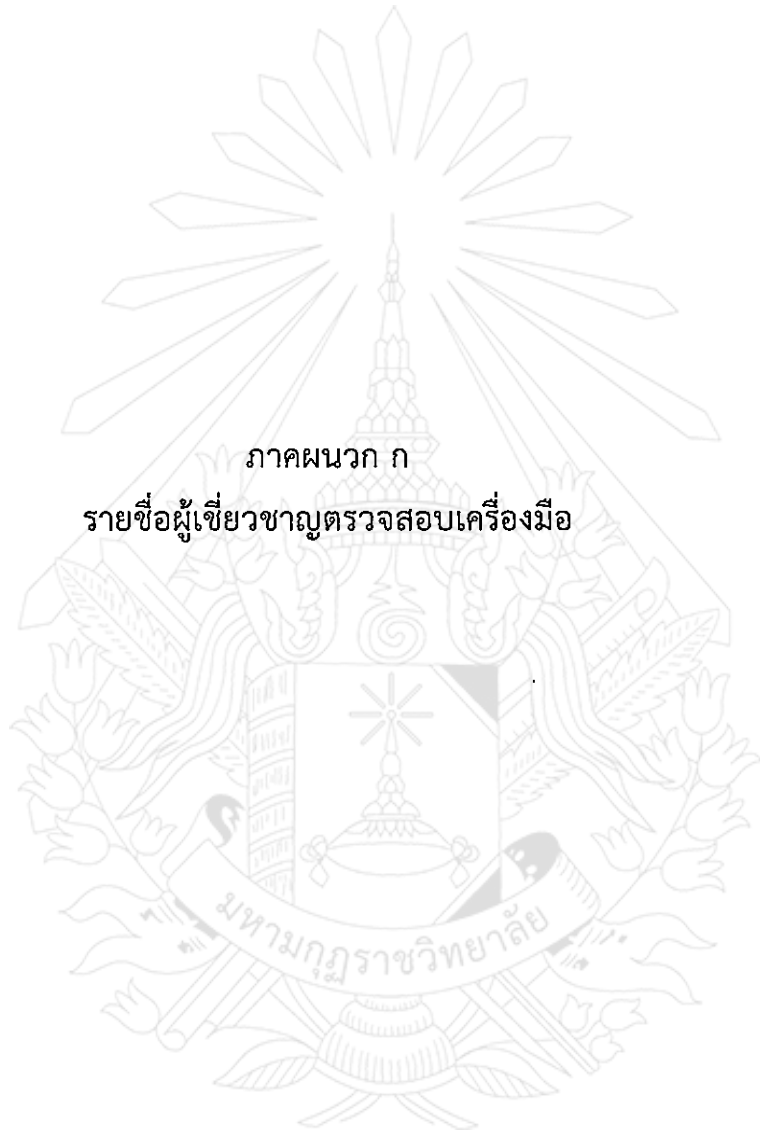 ภาคผนวก ก
รายชื่อผู้เชี่ยวชาญตรวจสอบเครื่องมือ
มหามกุฏราชวิทยาลัย